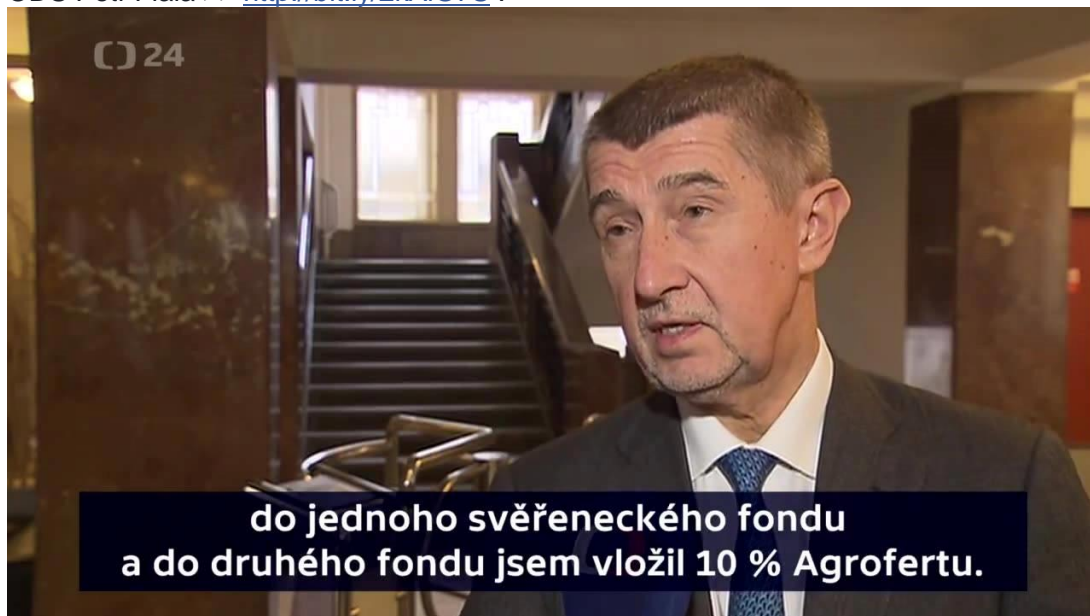 ČT24
do jednoho svěřeneckého fondu
a do druhého fondu jsem vložil 10 % Agrofertu.